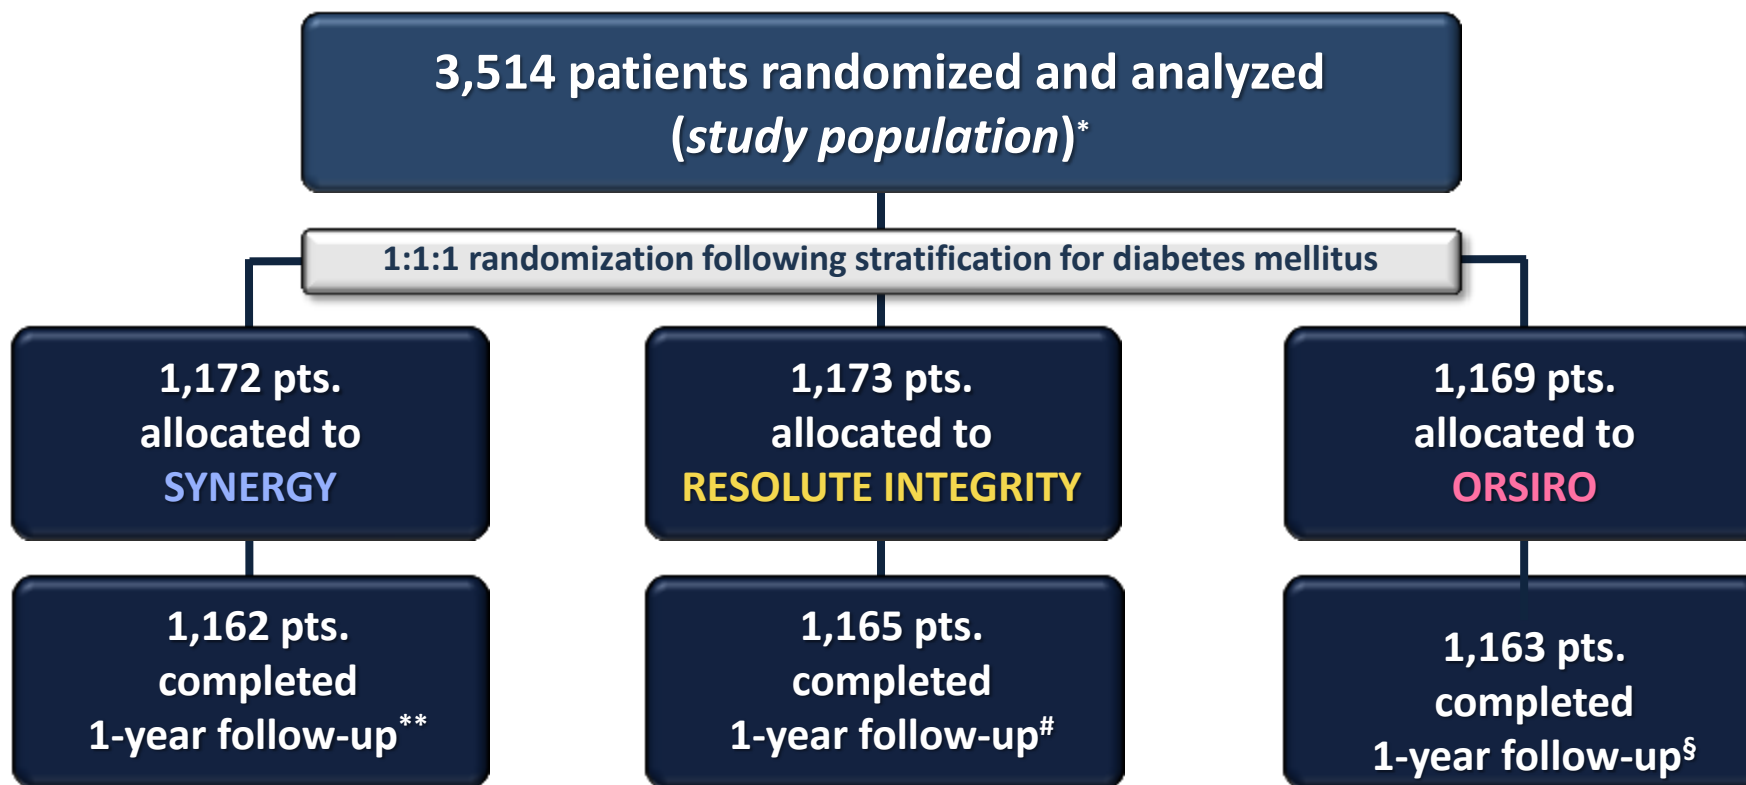 3,514 patients randomized and analyzed
(study population)*
1:1:1 randomization following stratification for diabetes mellitus
1,172 pts.
allocated to
SYNERGY
1,173 pts.
allocated to
RESOLUTE INTEGRITY
1,169 pts.
allocated to
ORSIRO
1,162 pts.
completed
1-year follow-up**
1,165 pts.
completed
1-year follow-up#
1,163 pts.
completed
1-year follow-up§